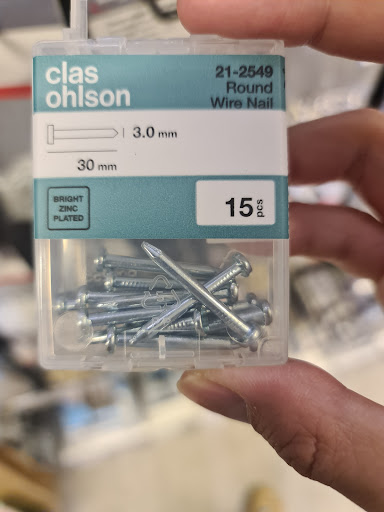 clas
ohlson
21-2549
Round
Wire Nail
3.0 mm
30 mm
BRIGHT
ZINC
PLATED
15 pcs